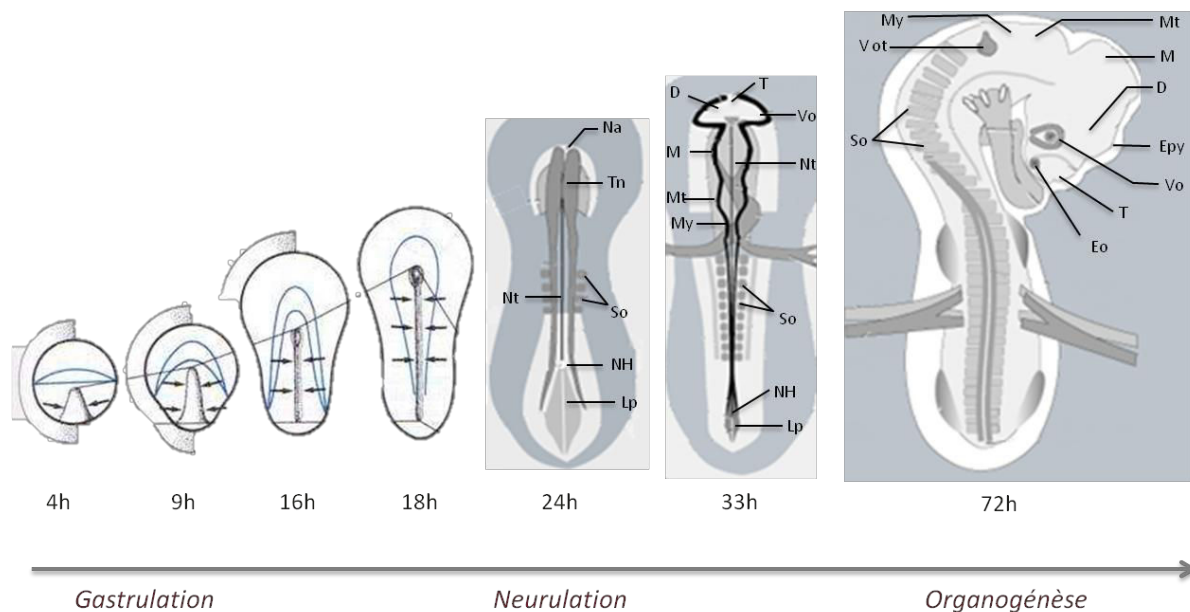 Na
Tn
Nt
So
NH
Lp
D
T
Vo
M
Nt
Mt
My
So
NH
Lp
My
Mt
Vot
M
D
So
Epy
Vo
T
Eo
4h
9h
16h
18h
24h
33h
72h
Gastrulation
Neurulation
Organogénèse